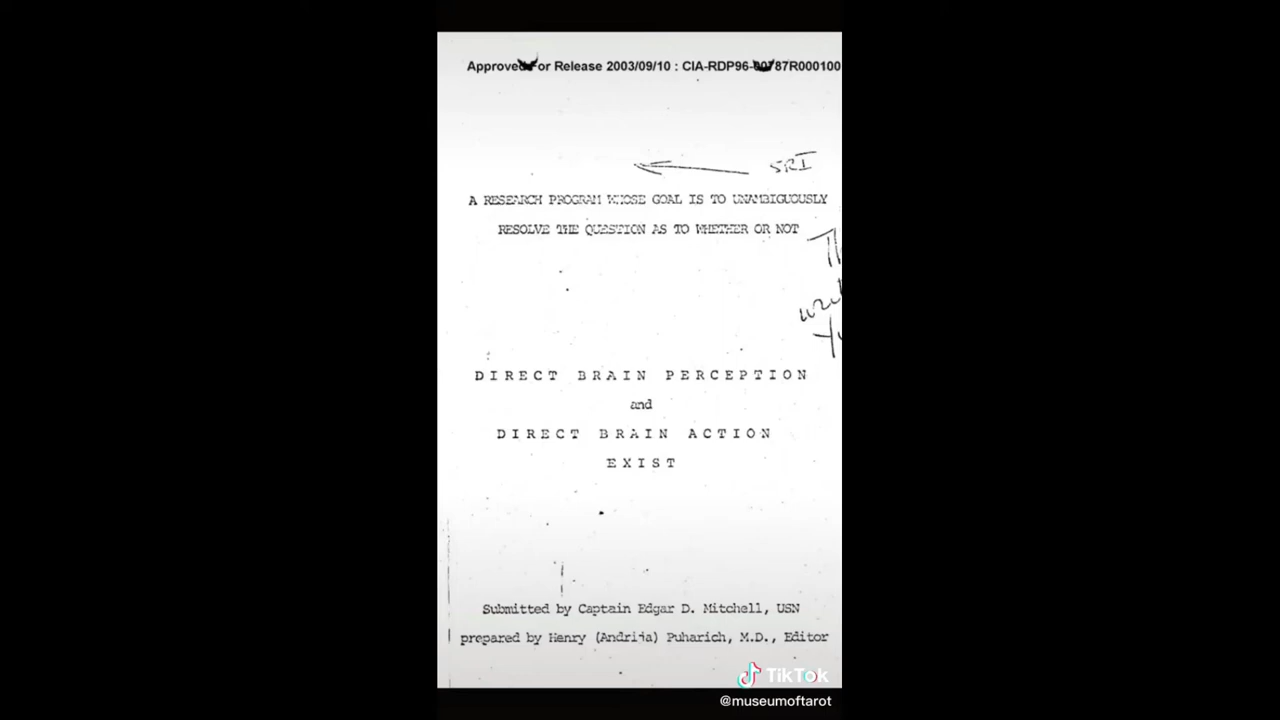 Approved For Release 2003/09/10 : CIA-RDP96-00787R000100
SRI
A RESEARCH PROGRAM WHOSE GOAL IS TO UNAMBIGUOUSLY
RESOLVE THE QUESTION AS TO WHETHER OR NOT
DIRECT BRAIN PERCEPTION
and
DIRECT BRAIN ACTION
EXIST
Submitted by Captain Edgar D. Mitchell, USN
prepared by Henry (Andrija) Puharich, M.D., Editor
TikTok
@museumoftarot